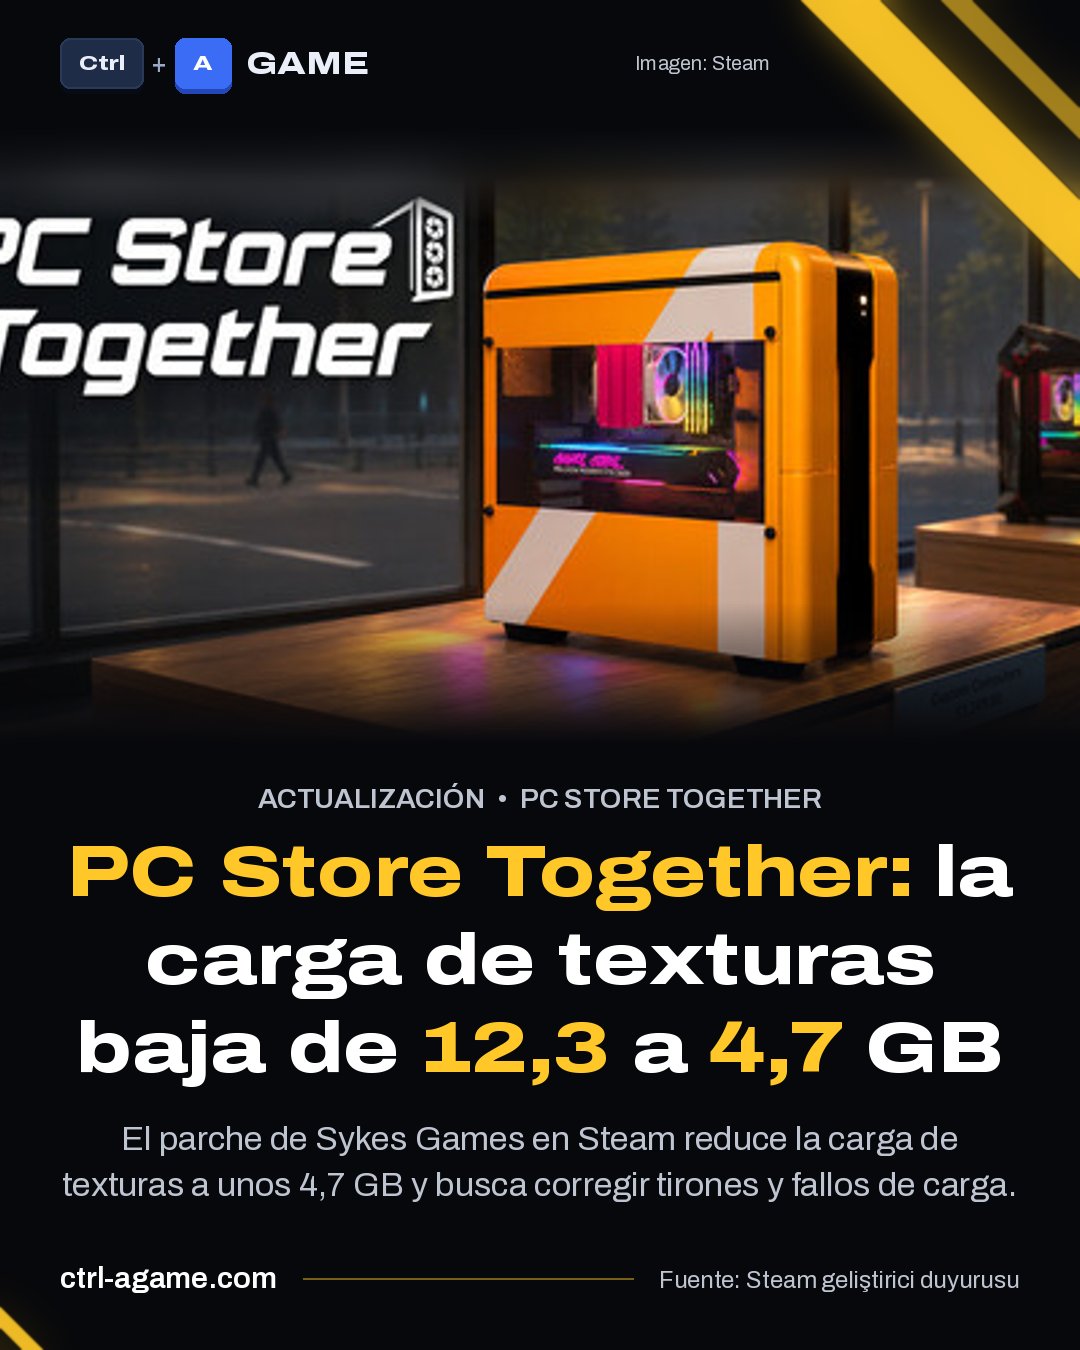 Ctrl + A GAME
Imagen: Steam
PC Store
Together
ACTUALIZACIÓN • PC STORE TOGETHER
PC Store Together: la
carga de texturas
baja de 12,3 a 4,7 GB
El parche de Sykes Games en Steam reduce la carga de
texturas a unos 4,7 GB y busca corregir tirones y fallos de carga.
ctrl-agame.com
Fuente: Steam geliştirici duyurusu